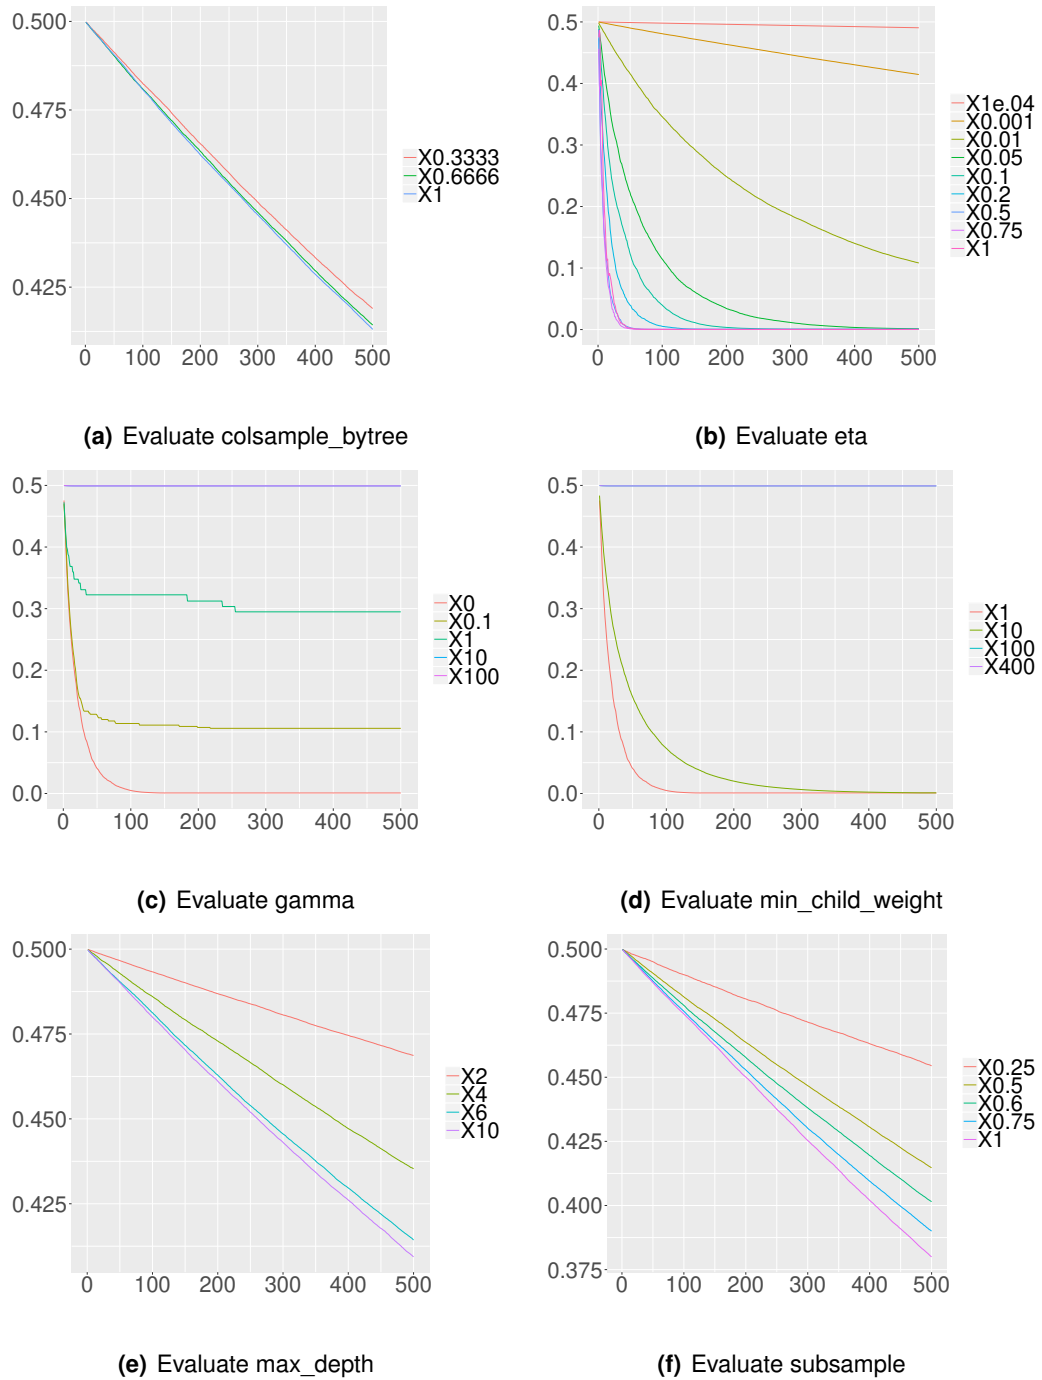 0.500
0.475
0.450
0.425
0 100 200 300 400 500
X0.3333
X0.6666
X1
(a) Evaluate colsample_bytree
0.5
0.4
0.3
0.2
0.1
0.0
0 100 200 300 400 500
X1e.04
X0.001
X0.01
X0.05
X0.1
X0.2
X0.5
X0.75
X1
(b) Evaluate eta
0.5
0.4
0.3
0.2
0.1
0.0
0 100 200 300 400 500
X0
X0.1
X1
X10
X100
(c) Evaluate gamma
0.5
0.4
0.3
0.2
0.1
0.0
0 100 200 300 400 500
X1
X10
X100
X400
(d) Evaluate min_child_weight
0.500
0.475
0.450
0.425
0 100 200 300 400 500
X2
X4
X6
X10
(e) Evaluate max_depth
0.500
0.475
0.450
0.425
0.400
0.375
0 100 200 300 400 500
X0.25
X0.5
X0.6
X0.75
X1
(f) Evaluate subsample